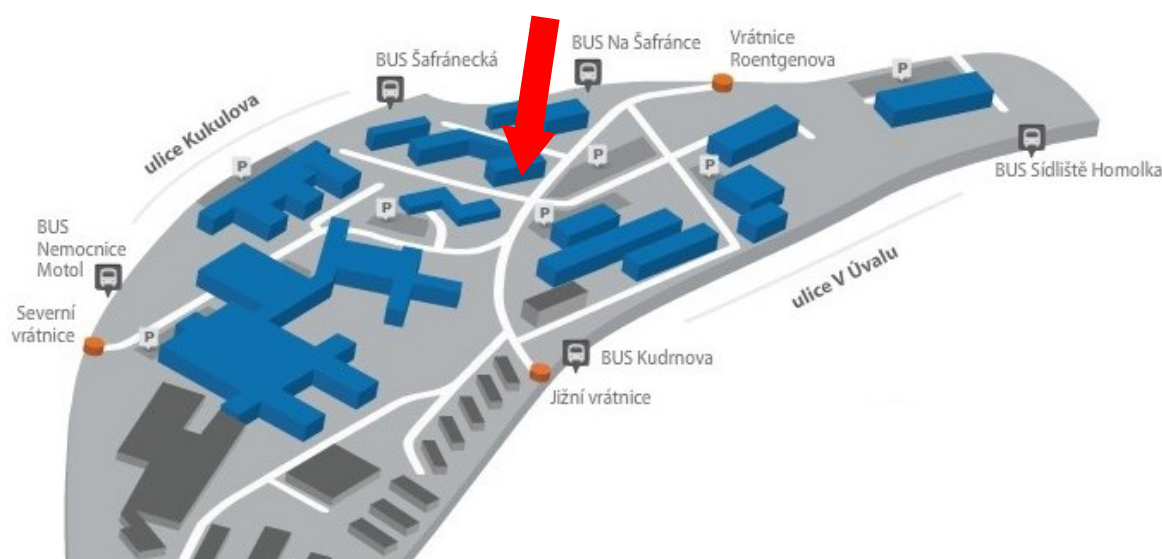 BUS Šafránecká
BUS Na Šafránce
Vrátnice
Roentgenova
ulice Kukulova
P
P
P
P
P
P
BUS Sídliště Homolka
BUS
Nemocnice
Motol
ulice V Úvalu
Severní
vrátnice
P
BUS Kudrnova
Jižní vrátnice